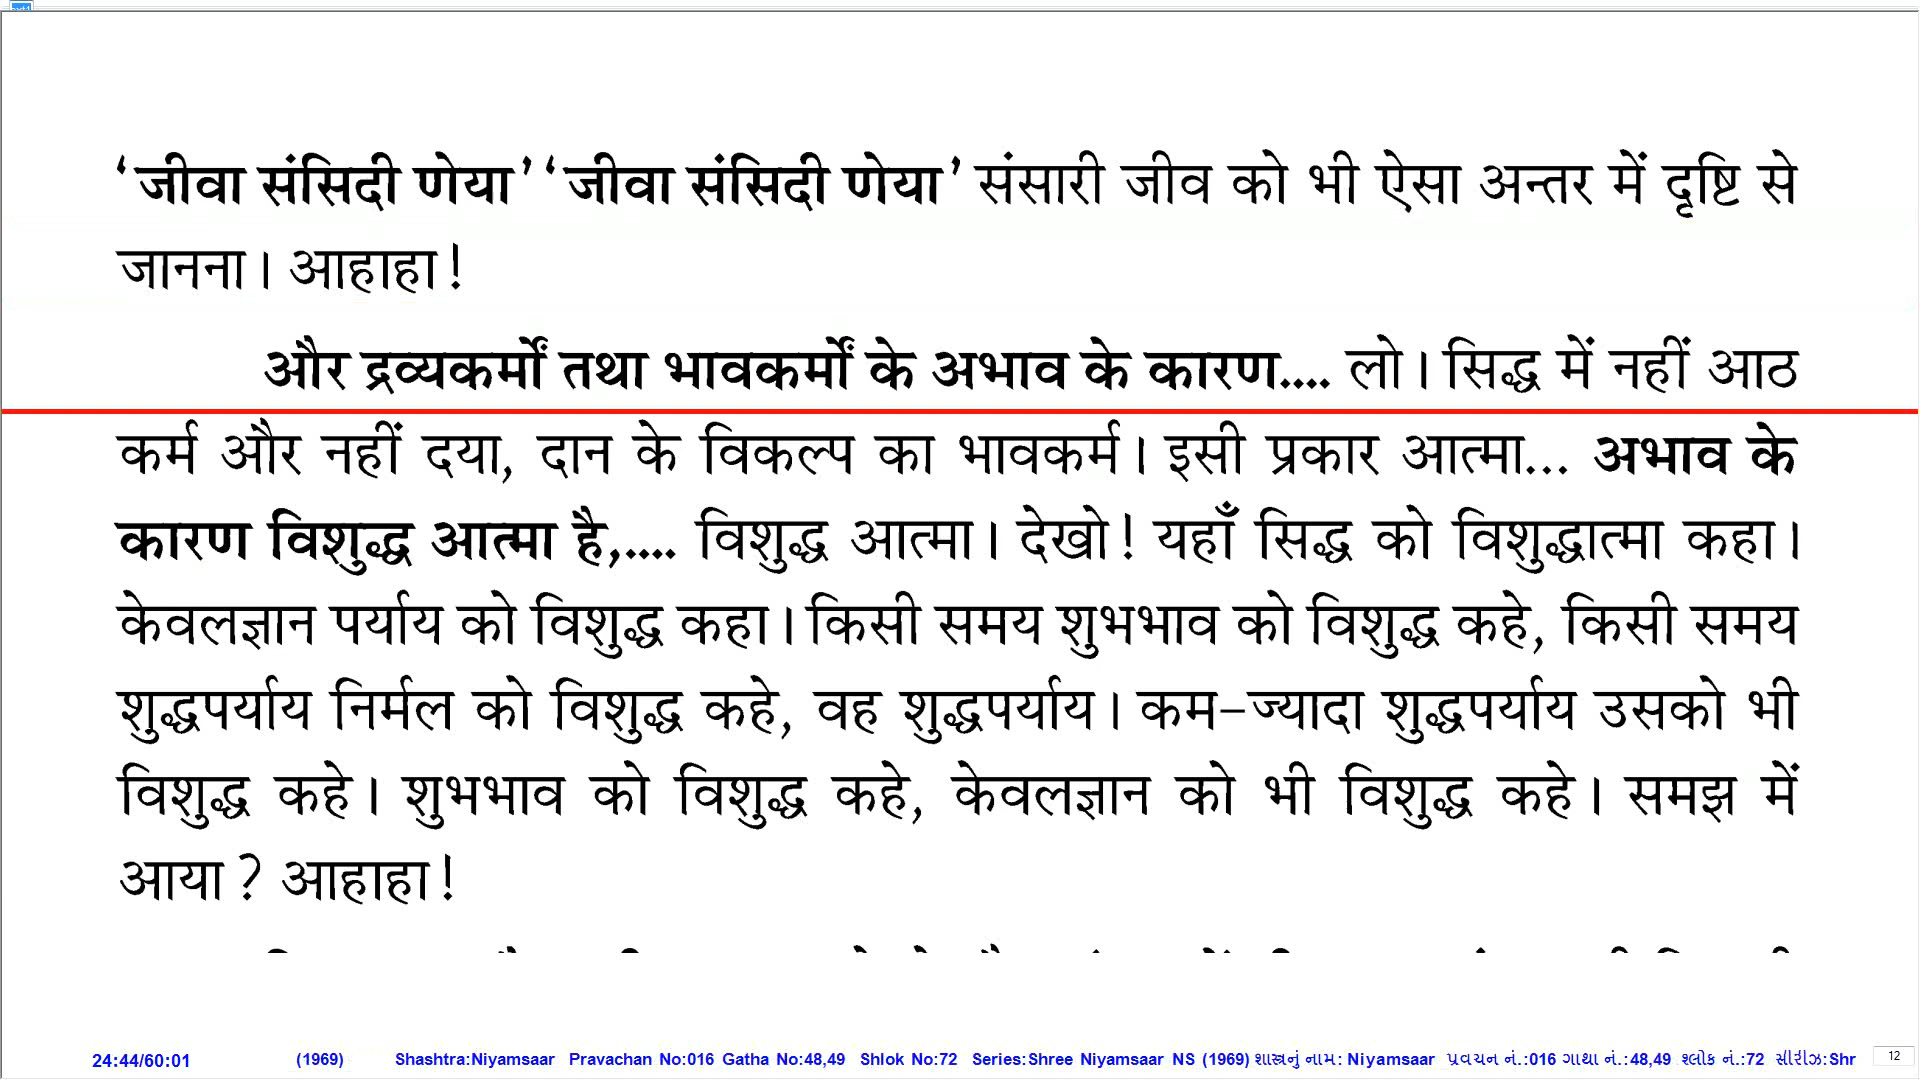 ‘जीवा संसिदी णेया’ ‘जीवा संसिदी णेया’ संसारी जीव को भी ऐसा अन्तर में दृष्टि से
जानना। आहाहा!
और द्रव्यकर्मों तथा भावकर्मों के अभाव के कारण.... लो। सिद्ध में नहीं आठ
कर्म और नहीं दया, दान के विकल्प का भावकर्म। इसी प्रकार आत्मा... अभाव के
कारण विशुद्ध आत्मा है,.... विशुद्ध आत्मा। देखो! यहाँ सिद्ध को विशुद्धात्मा कहा।
केवलज्ञान पर्याय को विशुद्ध कहा। किसी समय शुभभाव को विशुद्ध कहे, किसी समय
शुद्धपर्याय निर्मल को विशुद्ध कहे, वह शुद्धपर्याय। कम-ज्यादा शुद्धपर्याय उसको भी
विशुद्ध कहे। शुभभाव को विशुद्ध कहे, केवलज्ञान को भी विशुद्ध कहे। समझ में
आया? आहाहा!
24:44/60:01 (1969) Shashtra:Niyamsaar Pravachan No:016 Gatha No:48,49 Shlok No:72 Series:Shree Niyamsaar NS (1969) શાસ્ત્રનું નામ: Niyamsaar પ્રવચન નં.:016 ગાથા નં.:48,49 શ્લોક નં.:72 સીરીઝ:Shr 12